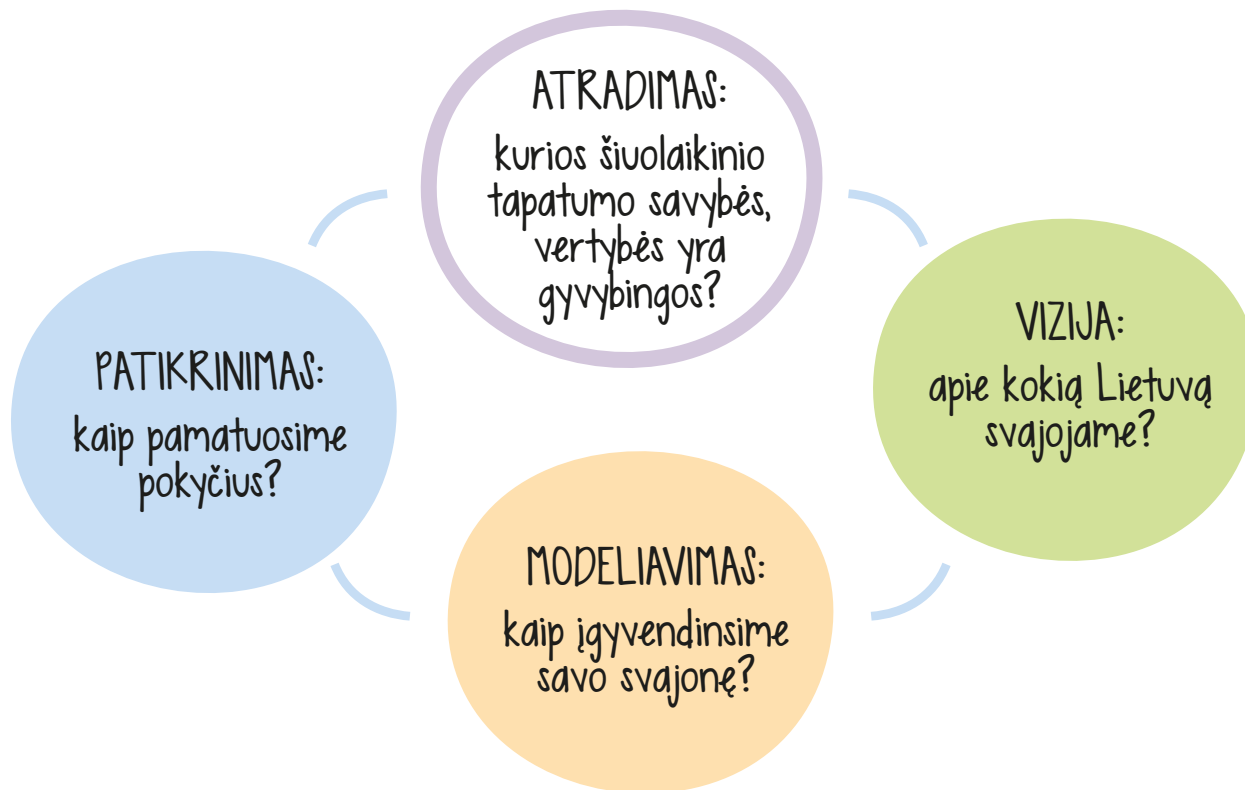 ATRADIMAS:
kurios šiuolaikinio
tapatumo savybės,
vertybės yra
gyvybingos?
VIZIJA:
apie kokią Lietuvą
svajojame?
MODELIAVIMAS:
kaip įgyvendinsime
savo svajonę?
PATIKRINIMAS:
kaip pamatuosime
pokyčius?